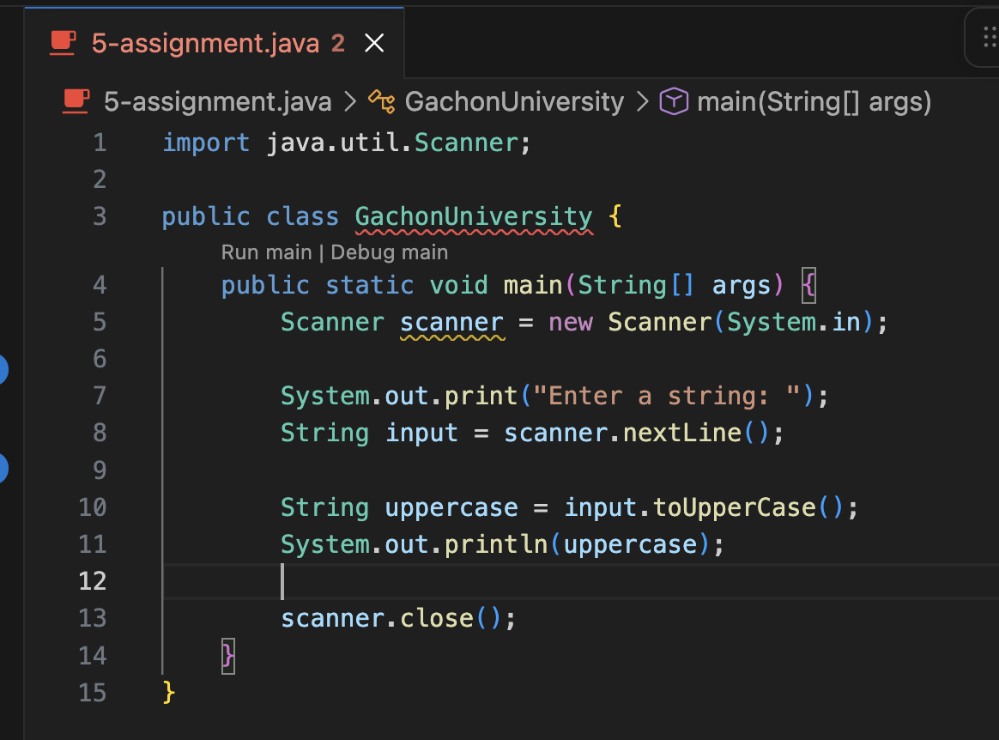 5-assignment.java 2
5-assignment.java > GachonUniversity > main(String[] args)
1 import java.util.Scanner;
2
3 public class GachonUniversity {
Run main | Debug main
4 public static void main(String[] args) {
5 Scanner scanner = new Scanner(System.in);
6
7 System.out.print("Enter a string: ");
8 String input = scanner.nextLine();
9
10 String uppercase = input.toUpperCase();
11 System.out.println(uppercase);
12
13 scanner.close();
14 }
15 }